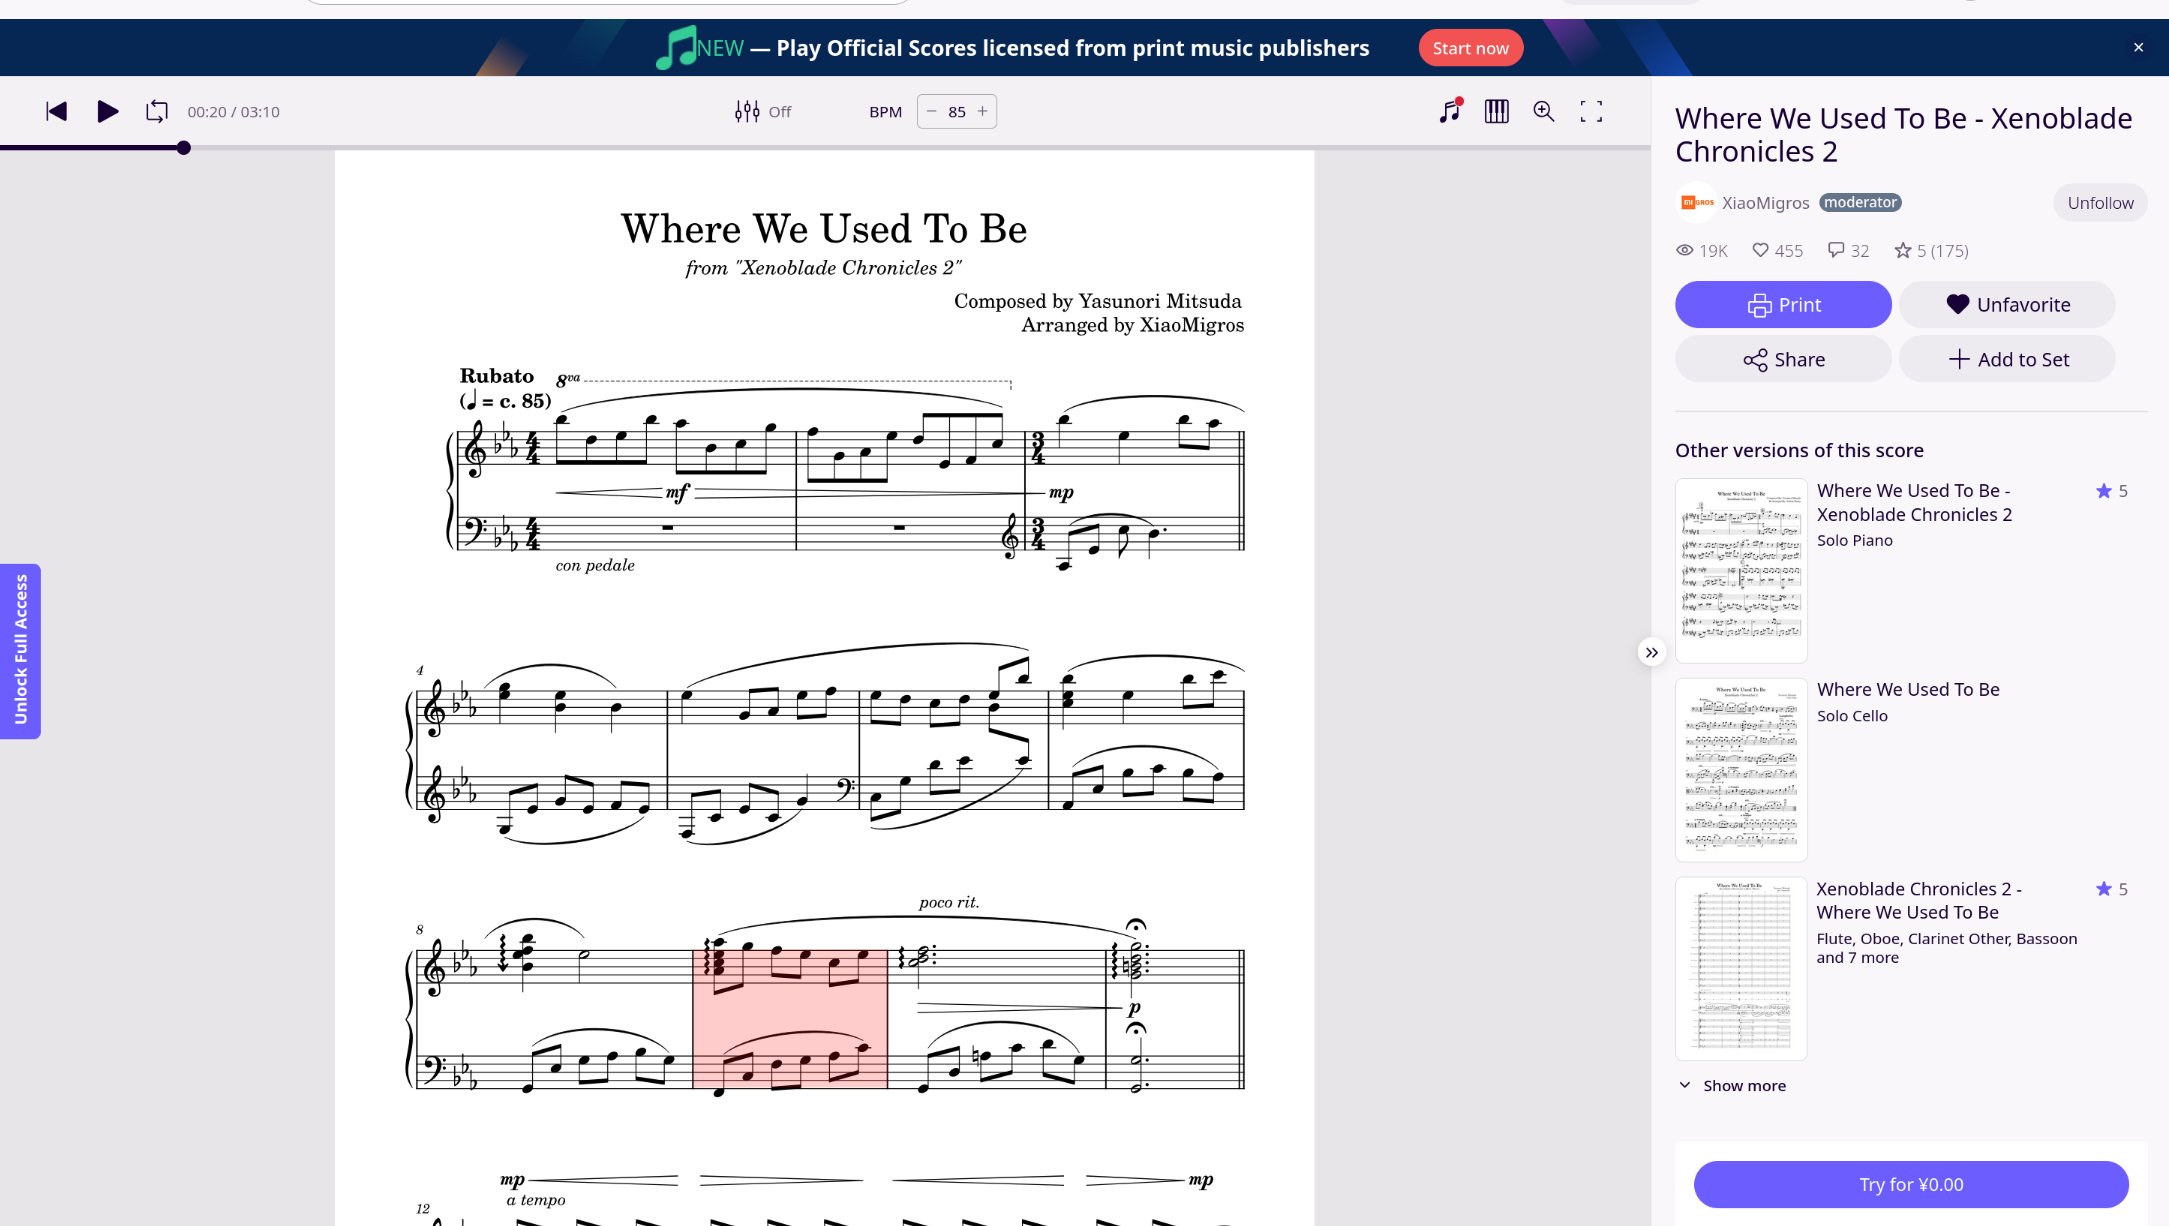 NEW — Play Official Scores licensed from print music publishers
Start now
00:20 / 03:10
Off
BPM
85
Where We Used To Be
from "Xenoblade Chronicles 2"
Composed by Yasunori Mitsuda
Arranged by XiaoMigros
Rubato
(♩ = c. 85)
8va
mf
mp
con pedale
4
8
poco rit.
p
mp
mp
a tempo
12
Unlock Full Access
Where We Used To Be - Xenoblade
Chronicles 2
MI GROS
XiaoMigros
moderator
Unfollow
19K
455
32
5 (175)
Print
Unfavorite
Share
Add to Set
Other versions of this score
Where We Used To Be -
Xenoblade Chronicles 2
5
Solo Piano
Where We Used To Be
Solo Cello
Xenoblade Chronicles 2 -
Where We Used To Be
5
Flute, Oboe, Clarinet Other, Bassoon
and 7 more
Show more
Try for ¥0.00